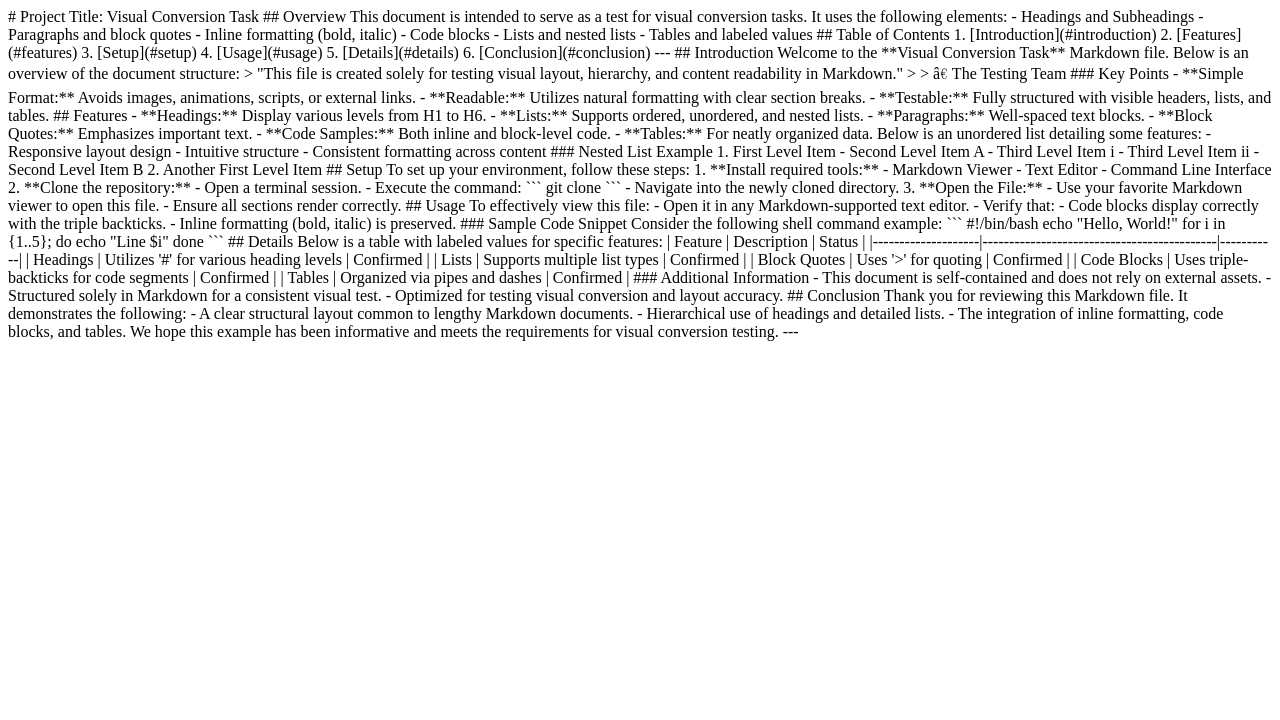 # Project Title: Visual Conversion Task ## Overview This document is intended to serve as a test for visual conversion tasks. It uses the following elements: - Headings and Subheadings -
Paragraphs and block quotes - Inline formatting (bold, italic) - Code blocks - Lists and nested lists - Tables and labeled values ## Table of Contents 1. [Introduction](#introduction) 2. [Features]
(#features) 3. [Setup](#setup) 4. [Usage](#usage) 5. [Details](#details) 6. [Conclusion](#conclusion) --- ## Introduction Welcome to the **Visual Conversion Task** Markdown file. Below is an
overview of the document structure: > "This file is created solely for testing visual layout, hierarchy, and content readability in Markdown." > > â€ The Testing Team ### Key Points - **Simple
Format:** Avoids images, animations, scripts, or external links. - **Readable:** Utilizes natural formatting with clear section breaks. - **Testable:** Fully structured with visible headers, lists, and
tables. ## Features - **Headings:** Display various levels from H1 to H6. - **Lists:** Supports ordered, unordered, and nested lists. - **Paragraphs:** Well-spaced text blocks. - **Block
Quotes:** Emphasizes important text. - **Code Samples:** Both inline and block-level code. - **Tables:** For neatly organized data. Below is an unordered list detailing some features: -
Responsive layout design - Intuitive structure - Consistent formatting across content ### Nested List Example 1. First Level Item - Second Level Item A - Third Level Item i - Third Level Item ii -
Second Level Item B 2. Another First Level Item ## Setup To set up your environment, follow these steps: 1. **Install required tools:** - Markdown Viewer - Text Editor - Command Line Interface
2. **Clone the repository:** - Open a terminal session. - Execute the command: ``` git clone ``` - Navigate into the newly cloned directory. 3. **Open the File:** - Use your favorite Markdown
viewer to open this file. - Ensure all sections render correctly. ## Usage To effectively view this file: - Open it in any Markdown-supported text editor. - Verify that: - Code blocks display correctly
with the triple backticks. - Inline formatting (bold, italic) is preserved. ### Sample Code Snippet Consider the following shell command example: ``` #!/bin/bash echo "Hello, World!" for i in
{1..5}; do echo "Line $i" done ``` ## Details Below is a table with labeled values for specific features: | Feature | Description | Status | |--------------------|--------------------------------------------|---------
--| | Headings | Utilizes '#' for various heading levels | Confirmed | | Lists | Supports multiple list types | Confirmed | | Block Quotes | Uses '>' for quoting | Confirmed | | Code Blocks | Uses triple-
backticks for code segments | Confirmed | | Tables | Organized via pipes and dashes | Confirmed | ### Additional Information - This document is self-contained and does not rely on external assets. -
Structured solely in Markdown for a consistent visual test. - Optimized for testing visual conversion and layout accuracy. ## Conclusion Thank you for reviewing this Markdown file. It
demonstrates the following: - A clear structural layout common to lengthy Markdown documents. - Hierarchical use of headings and detailed lists. - The integration of inline formatting, code
blocks, and tables. We hope this example has been informative and meets the requirements for visual conversion testing. ---